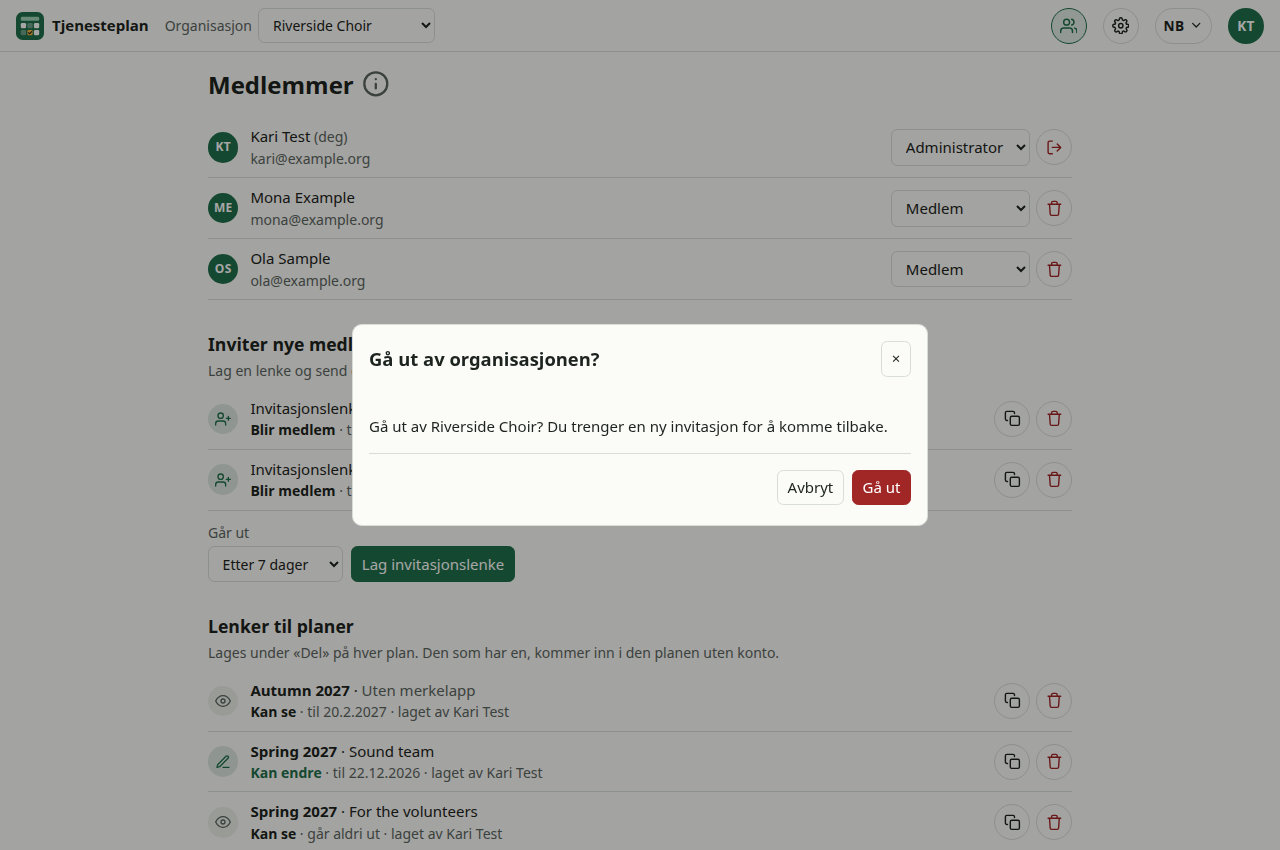 Tjenesteplan Organisasjon Riverside Choir NB KT
Medlemmer
KT Kari Test (deg) Administrator
kari@example.org
ME Mona Example Medlem
mona@example.org
OS Ola Sample Medlem
ola@example.org
Inviter nye medl
Lag en lenke og send
Gå ut av organisasjonen? ×
Gå ut av Riverside Choir? Du trenger en ny invitasjon for å komme tilbake.
Avbryt Gå ut
Invitasjonslenk
Blir medlem · t
Invitasjonslenk
Blir medlem · t
Går ut
Etter 7 dager Lag invitasjonslenke
Lenker til planer
Lages under «Del» på hver plan. Den som har en, kommer inn i den planen uten konto.
Autumn 2027 · Uten merkelapp
Kan se · til 20.2.2027 · laget av Kari Test
Spring 2027 · Sound team
Kan endre · til 22.12.2026 · laget av Kari Test
Spring 2027 · For the volunteers
Kan se · går aldri ut · laget av Kari Test